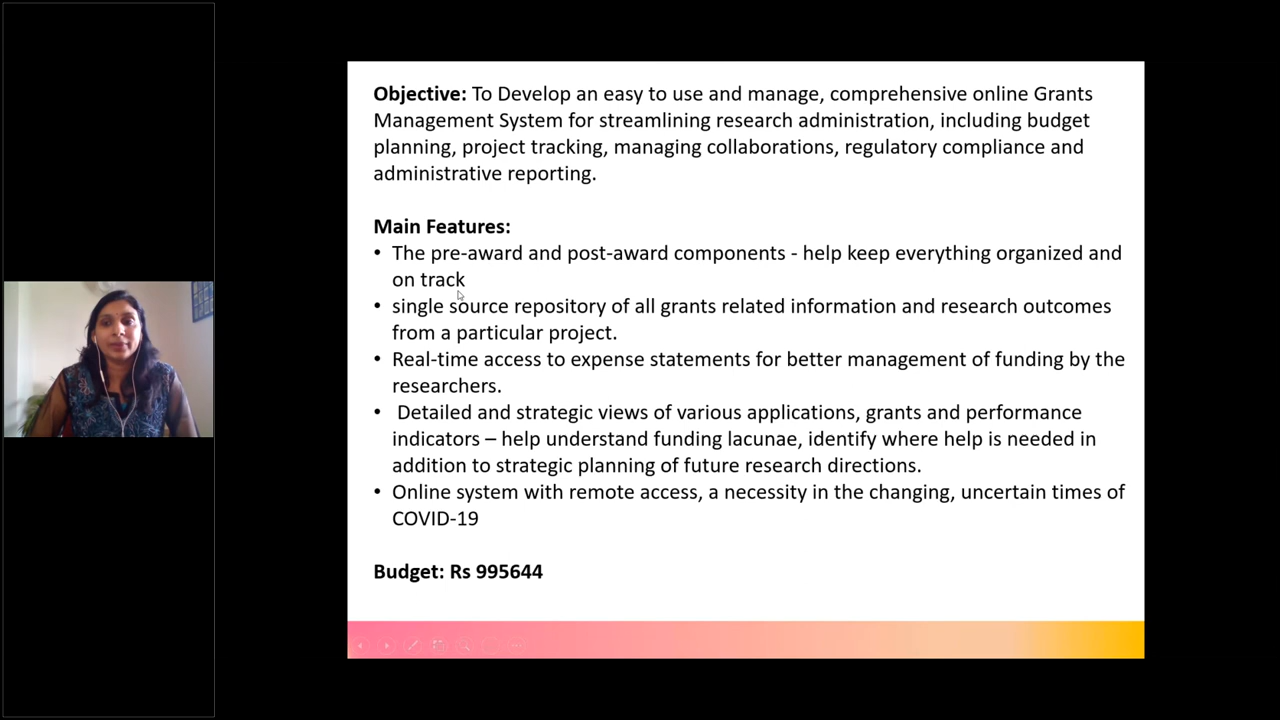 Objective: To Develop an easy to use and manage, comprehensive online Grants
Management System for streamlining research administration, including budget
planning, project tracking, managing collaborations, regulatory compliance and
administrative reporting.
Main Features:
• The pre-award and post-award components - help keep everything organized and
on track
• single source repository of all grants related information and research outcomes
from a particular project.
• Real-time access to expense statements for better management of funding by the
researchers.
• Detailed and strategic views of various applications, grants and performance
indicators – help understand funding lacunae, identify where help is needed in
addition to strategic planning of future research directions.
• Online system with remote access, a necessity in the changing, uncertain times of
COVID-19
Budget: Rs 995644